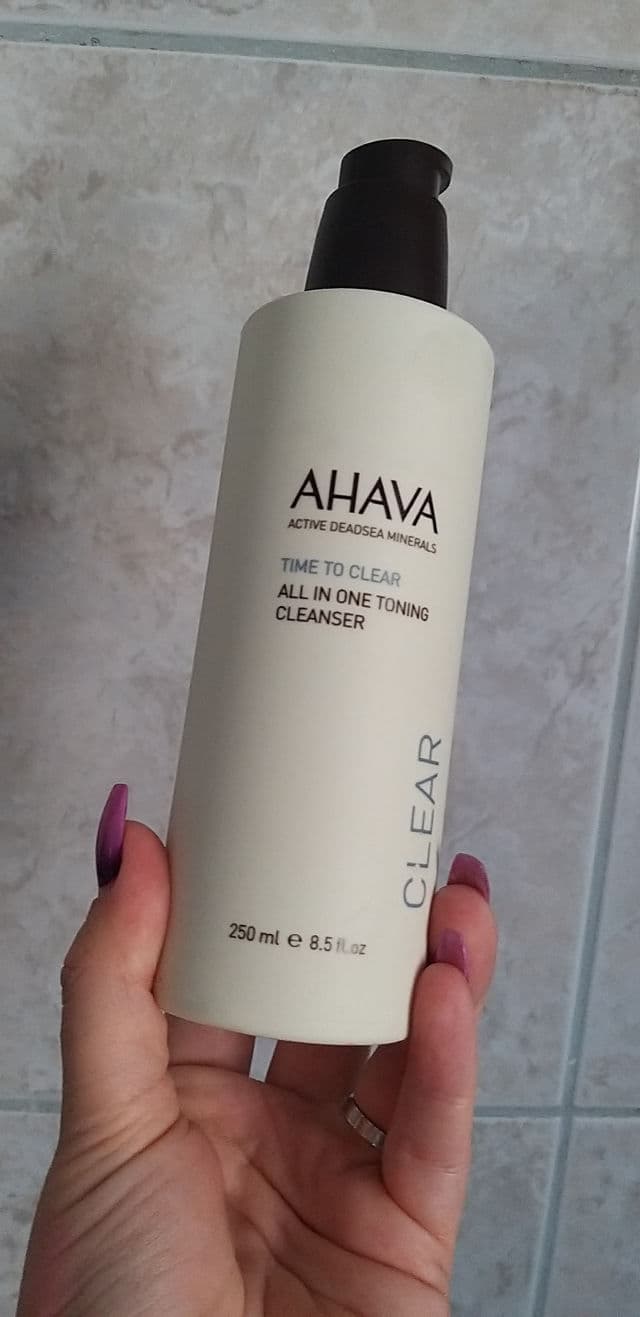 AHAVA
ACTIVE DEADSEA MINERALS
TIME TO CLEAR
ALL IN ONE TONING
CLEANSER
CLEAR
250 ml e 8.5 fl.oz